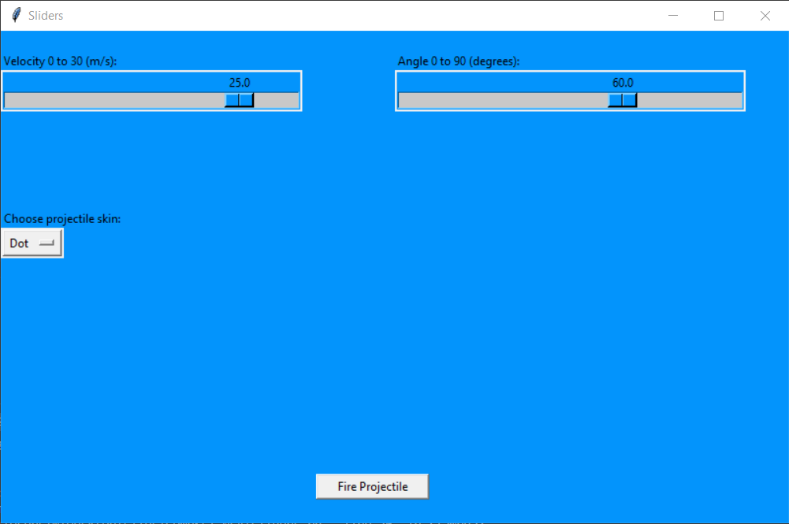 Sliders
Velocity 0 to 30 (m/s):
Angle 0 to 90 (degrees):
25.0
60.0
Choose projectile skin:
Dot
Fire Projectile